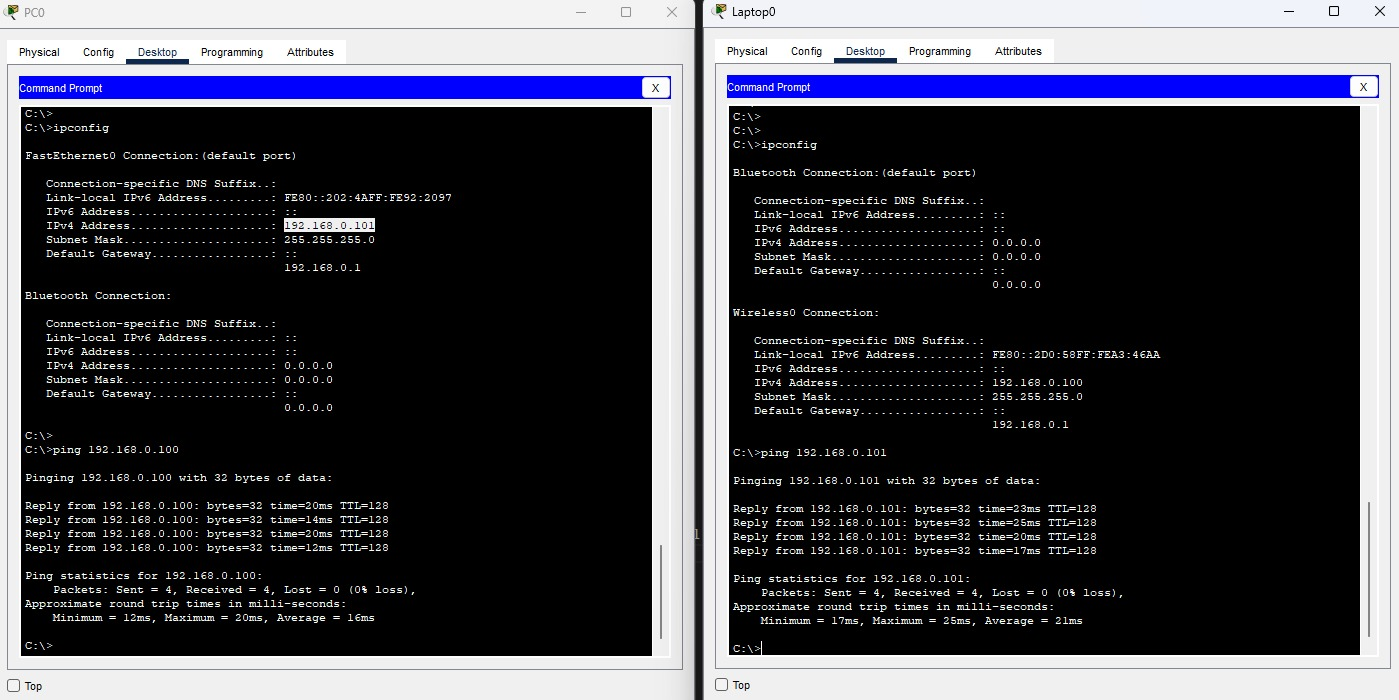 PC0
Physical Config Desktop Programming Attributes
Command Prompt X
C:\>
C:\>ipconfig
FastEthernet0 Connection:(default port)
Connection-specific DNS Suffix..:
Link-local IPv6 Address.........: FE80::202:4AFF:FE92:2097
IPv6 Address....................: ::
IPv4 Address....................: 192.168.0.101
Subnet Mask.....................: 255.255.255.0
Default Gateway.................: ::
192.168.0.1
Bluetooth Connection:
Connection-specific DNS Suffix..:
Link-local IPv6 Address.........: ::
IPv6 Address....................: ::
IPv4 Address....................: 0.0.0.0
Subnet Mask.....................: 0.0.0.0
Default Gateway.................: ::
0.0.0.0
C:\>
C:\>ping 192.168.0.100
Pinging 192.168.0.100 with 32 bytes of data:
Reply from 192.168.0.100: bytes=32 time=20ms TTL=128
Reply from 192.168.0.100: bytes=32 time=14ms TTL=128
Reply from 192.168.0.100: bytes=32 time=20ms TTL=128
Reply from 192.168.0.100: bytes=32 time=12ms TTL=128
Ping statistics for 192.168.0.100:
Packets: Sent = 4, Received = 4, Lost = 0 (0% loss),
Approximate round trip times in milli-seconds:
Minimum = 12ms, Maximum = 20ms, Average = 16ms
C:\>
Top
Laptop0
Physical Config Desktop Programming Attributes
Command Prompt X
C:\>
C:\>
C:\>ipconfig
Bluetooth Connection:(default port)
Connection-specific DNS Suffix..:
Link-local IPv6 Address.........: ::
IPv6 Address....................: ::
IPv4 Address....................: 0.0.0.0
Subnet Mask.....................: 0.0.0.0
Default Gateway.................: ::
0.0.0.0
Wireless0 Connection:
Connection-specific DNS Suffix..:
Link-local IPv6 Address.........: FE80::2D0:58FF:FEA3:46AA
IPv6 Address....................: ::
IPv4 Address....................: 192.168.0.100
Subnet Mask.....................: 255.255.255.0
Default Gateway.................: ::
192.168.0.1
C:\>ping 192.168.0.101
Pinging 192.168.0.101 with 32 bytes of data:
Reply from 192.168.0.101: bytes=32 time=23ms TTL=128
Reply from 192.168.0.101: bytes=32 time=25ms TTL=128
Reply from 192.168.0.101: bytes=32 time=20ms TTL=128
Reply from 192.168.0.101: bytes=32 time=17ms TTL=128
Ping statistics for 192.168.0.101:
Packets: Sent = 4, Received = 4, Lost = 0 (0% loss),
Approximate round trip times in milli-seconds:
Minimum = 17ms, Maximum = 25ms, Average = 21ms
C:\>
Top